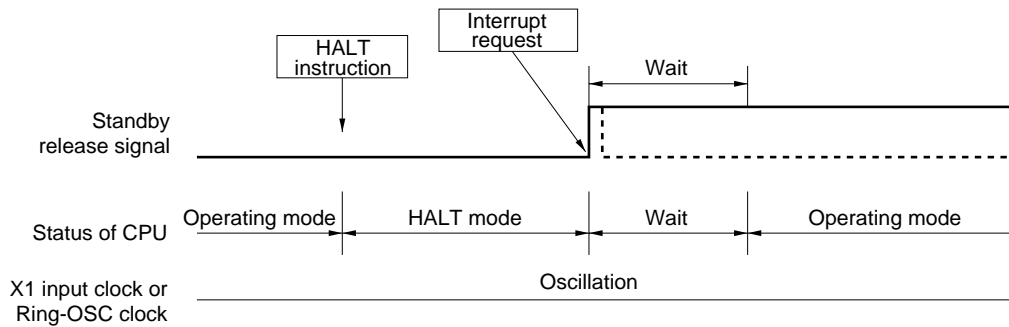 Interrupt
request
HALT
instruction
Wait
Standby
release signal
Status of CPU
Operating mode
HALT mode
Wait
Operating mode
X1 input clock or
Ring-OSC clock
Oscillation